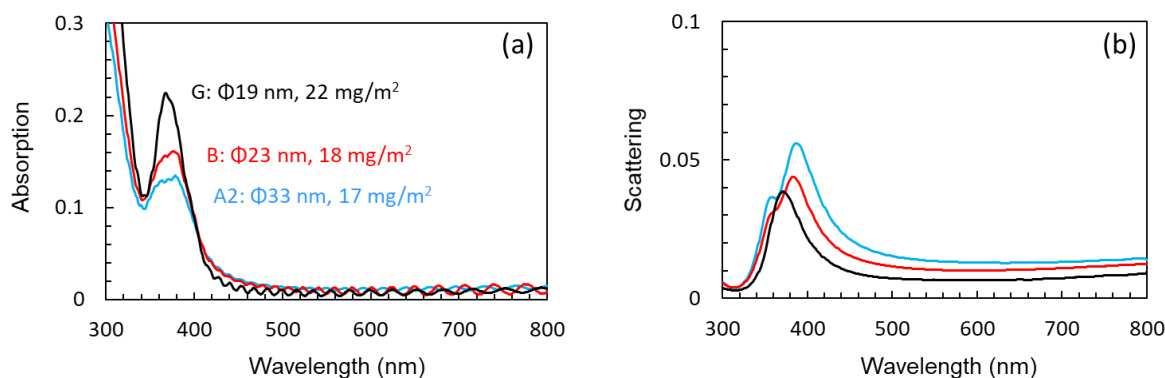 (a)
0.3
0.2
0.1
0
Absorption
G: Φ19 nm, 22 mg/m²
B: Φ23 nm, 18 mg/m²
A2: Φ33 nm, 17 mg/m²
300 400 500 600 700 800
Wavelength (nm)
(b)
0.1
0.05
0
Scattering
300 400 500 600 700 800
Wavelength (nm)